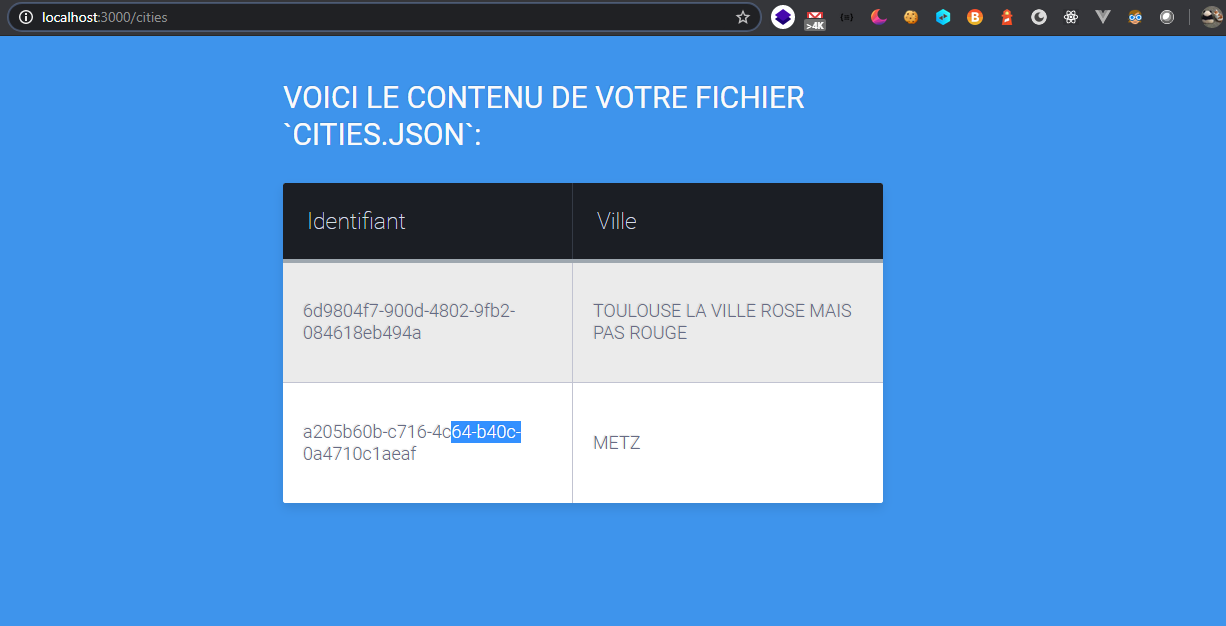 localhost:3000/cities
>4K
VOICI LE CONTENU DE VOTRE FICHIER
`CITIES.JSON`:
Identifiant
Ville
6d9804f7-900d-4802-9fb2-
084618eb494a
TOULOUSE LA VILLE ROSE MAIS
PAS ROUGE
a205b60b-c716-4c64-b40c-
0a4710c1aeaf
METZ